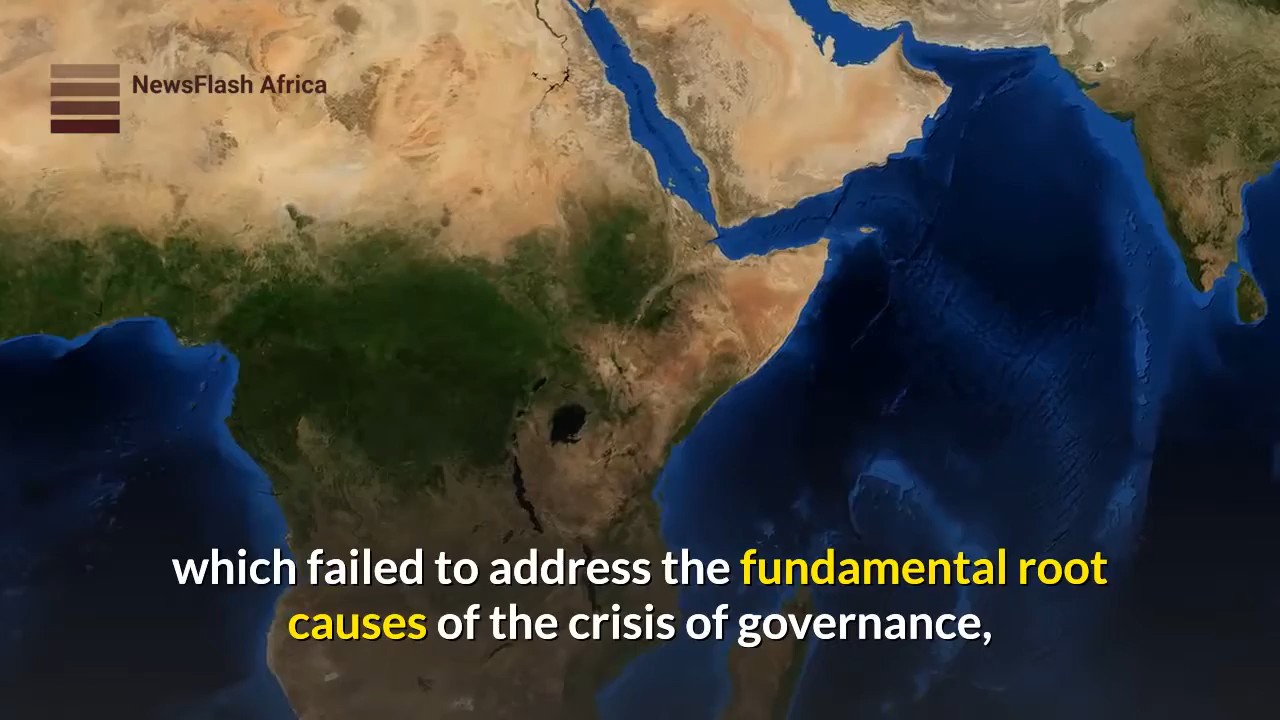 NewsFlash Africa
which failed to address the fundamental root
causes of the crisis of governance,